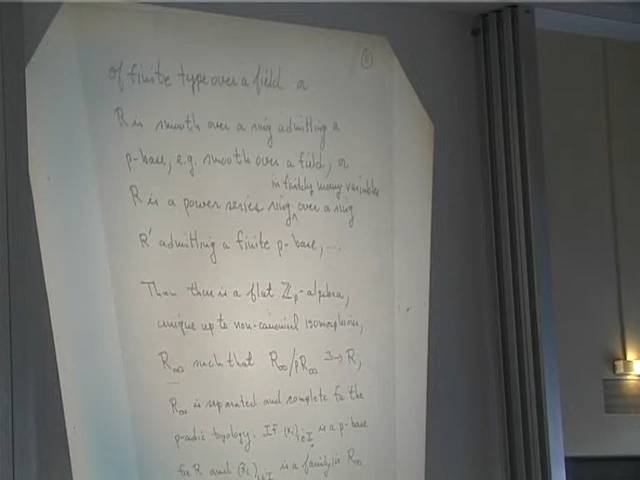 of finite type over a field or
R is smooth over a ring admitting a
p-base, e.g. smooth over a field, or
in finitely many variables
R is a power series ring over a ring
R' admitting a finite p-base, ...
Then there is a flat ℤp-algebra,
unique up to non-canonical isomorphism,
R∞ such that R∞/pR∞ ⥲ R,
R∞ is separated and complete for the
p-adic topology. If (xi)i∈I is a p-base
for R and (x̃i)i∈I is a family in R∞